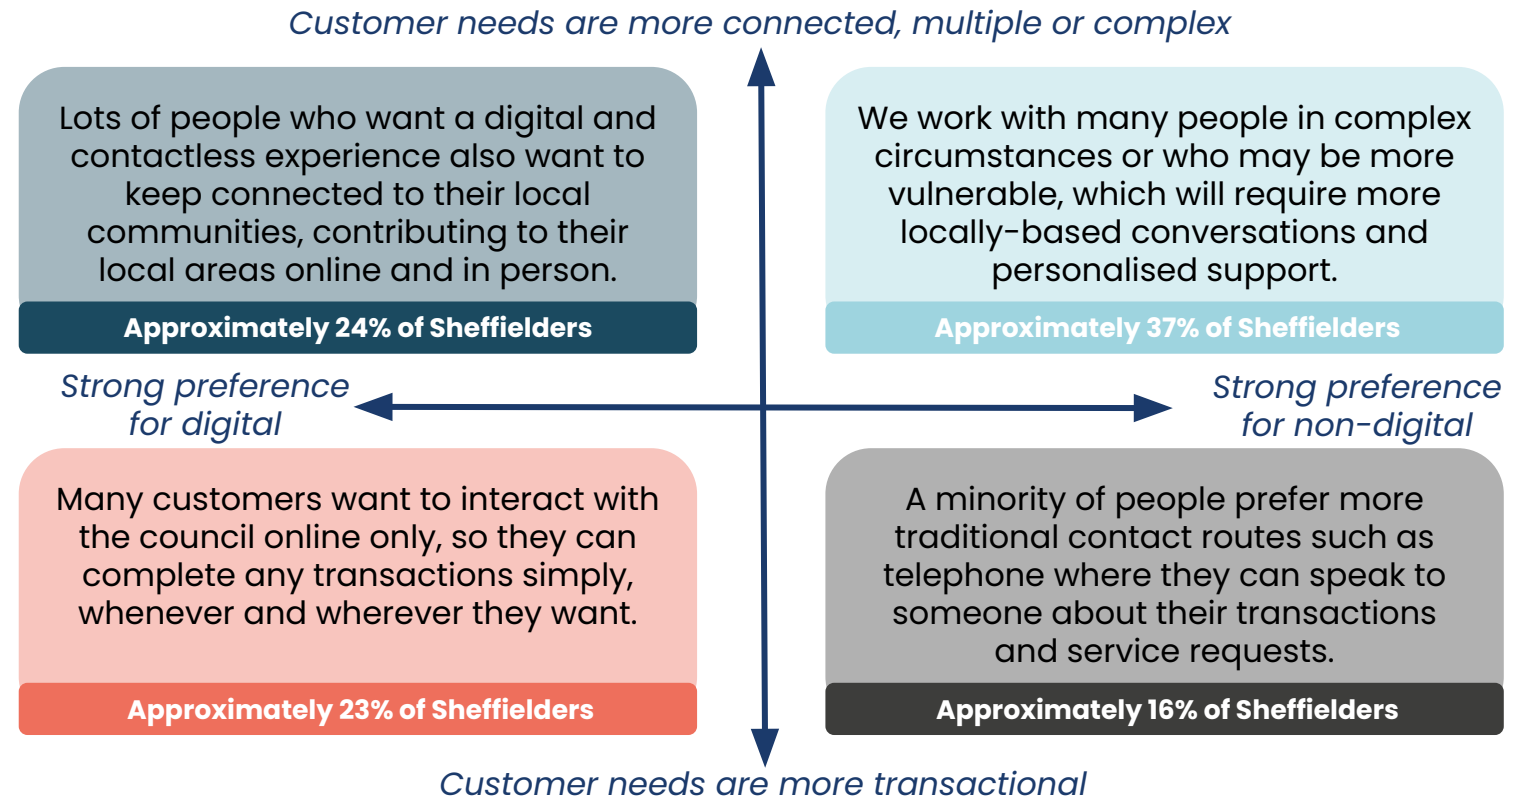 Customer needs are more connected, multiple or complex
Lots of people who want a digital and
contactless experience also want to
keep connected to their local
communities, contributing to their
local areas online and in person.
Approximately 24% of Sheffielders
We work with many people in complex
circumstances or who may be more
vulnerable, which will require more
locally-based conversations and
personalised support.
Approximately 37% of Sheffielders
Strong preference
for digital
Strong preference
for non-digital
Many customers want to interact with
the council online only, so they can
complete any transactions simply,
whenever and wherever they want.
Approximately 23% of Sheffielders
A minority of people prefer more
traditional contact routes such as
telephone where they can speak to
someone about their transactions
and service requests.
Approximately 16% of Sheffielders
Customer needs are more transactional